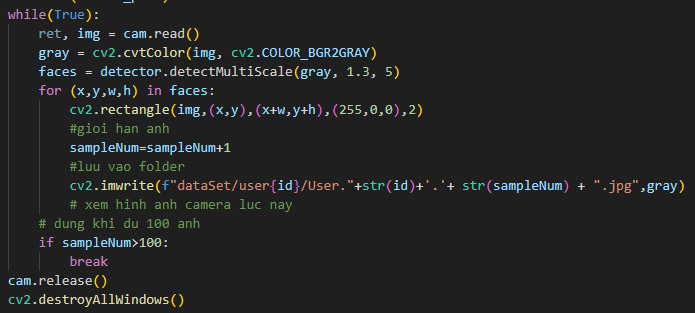 while(True):
ret, img = cam.read()
gray = cv2.cvtColor(img, cv2.COLOR_BGR2GRAY)
faces = detector.detectMultiScale(gray, 1.3, 5)
for (x,y,w,h) in faces:
cv2.rectangle(img,(x,y),(x+w,y+h),(255,0,0),2)
#gioi han anh
sampleNum=sampleNum+1
#luu vao folder
cv2.imwrite(f"dataSet/user{id}/User."+str(id)+'.'+ str(sampleNum) + ".jpg",gray)
# xem hinh anh camera luc nay
# dung khi du 100 anh
if sampleNum>100:
break
cam.release()
cv2.destroyAllWindows()